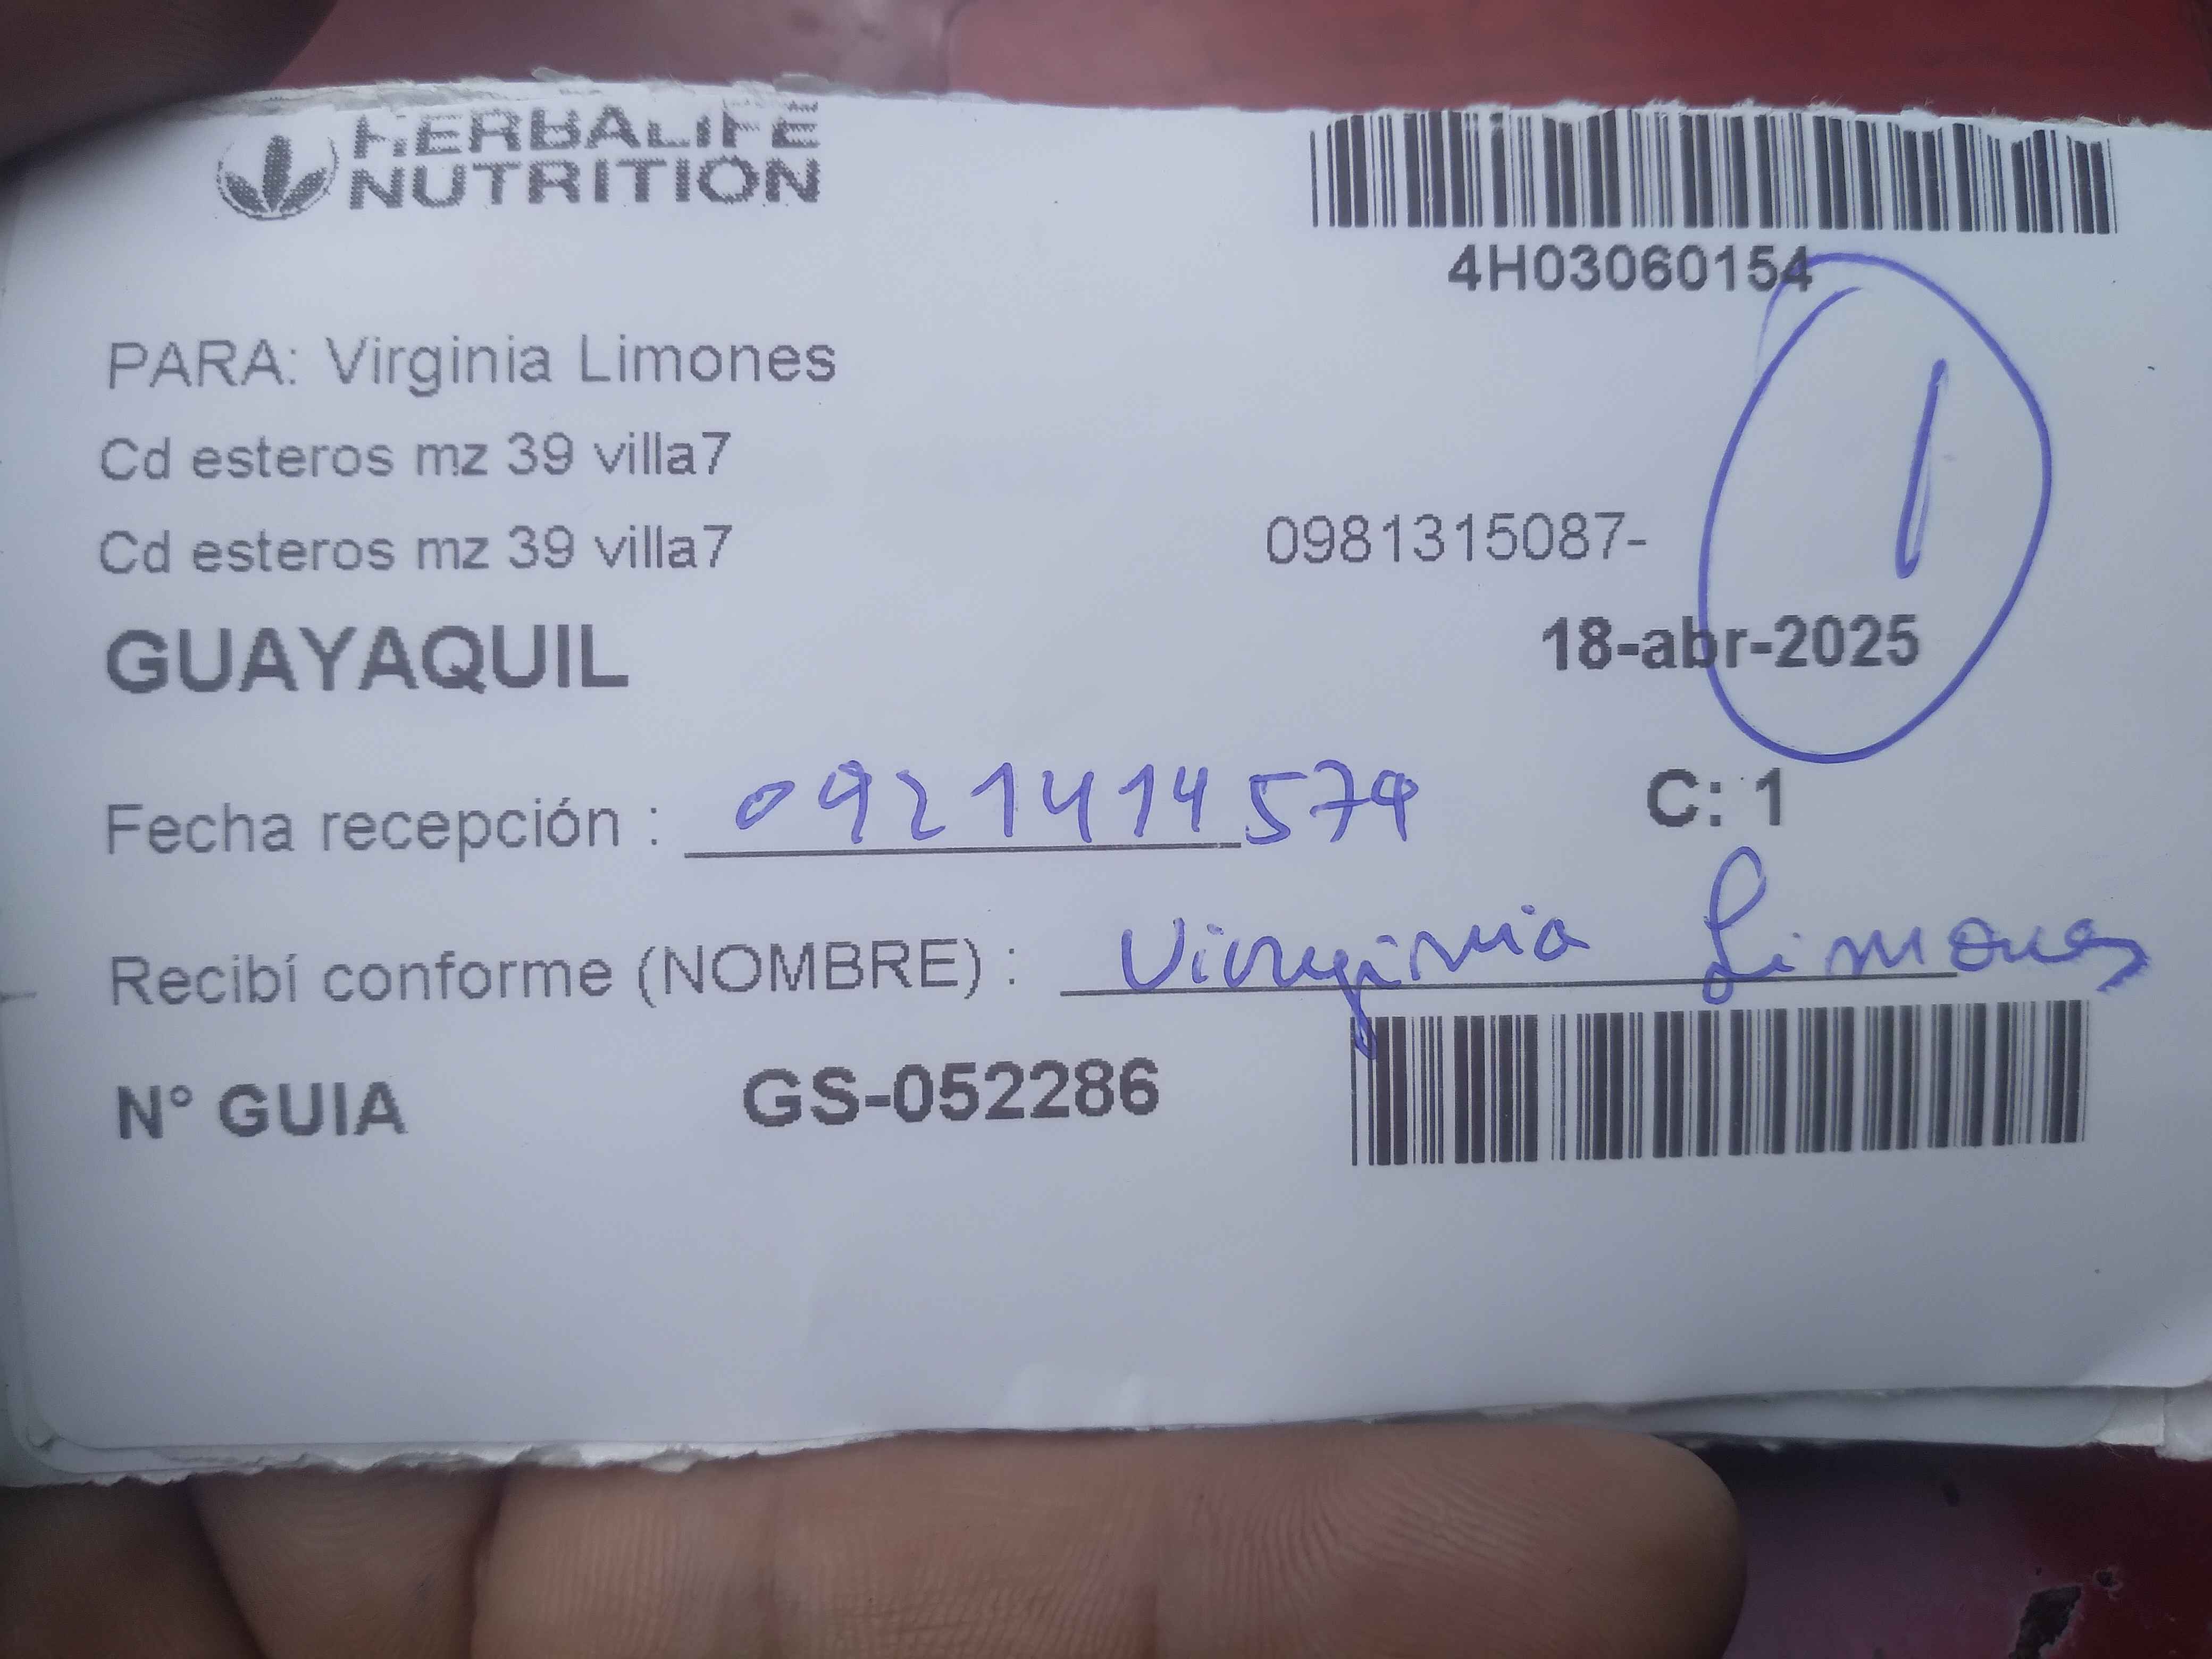 HERBALIFE
NUTRITION
4H03060154
PARA: Virginia Limones
Cd esteros mz 39 villa7
Cd esteros mz 39 villa7
0981315087-
1
GUAYAQUIL
18-abr-2025
Fecha recepción : 0921414579
C: 1
Recibí conforme (NOMBRE) : Virginia Limones
N° GUIA GS-052286